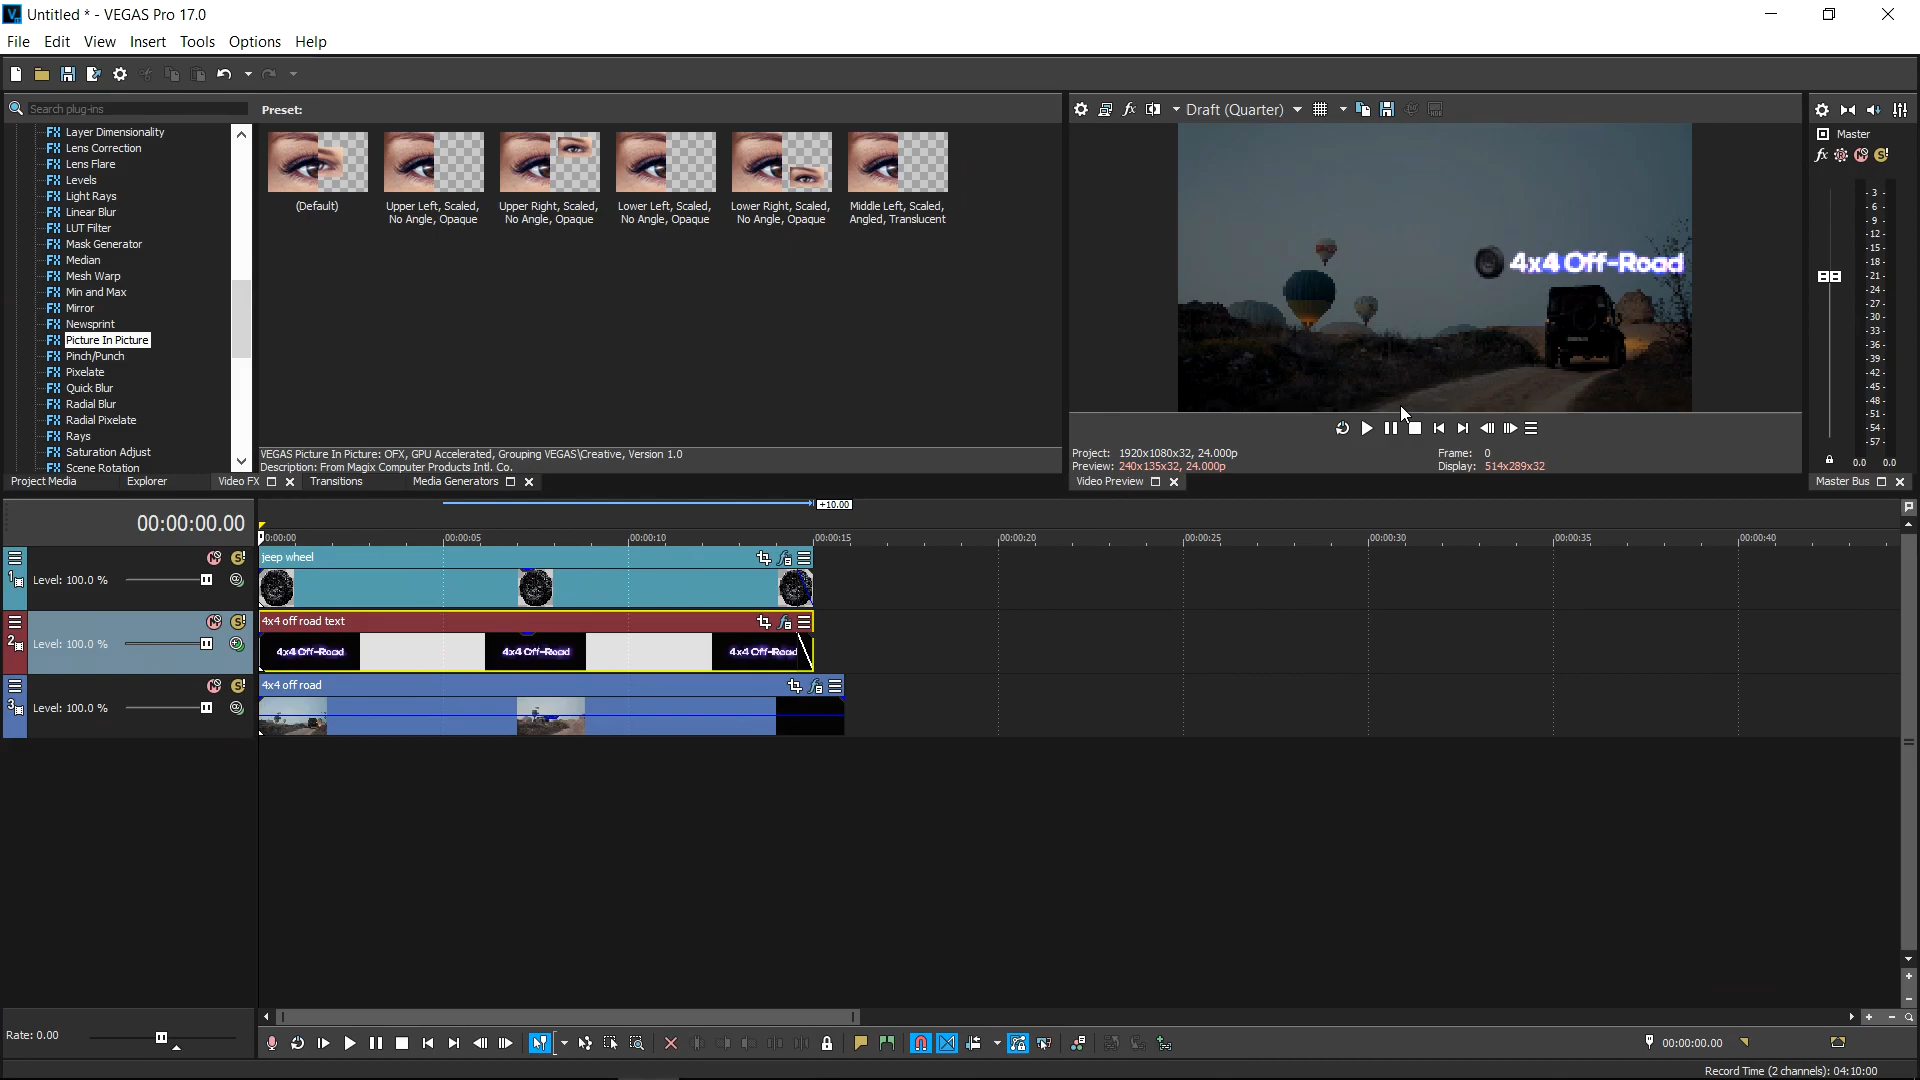 Untitled * - VEGAS Pro 17.0
File Edit View Insert Tools Options Help
Search plug-ins
Preset:
Layer Dimensionality
Lens Correction
Lens Flare
Levels
Light Rays
Linear Blur
LUT Filter
Mask Generator
Median
Mesh Warp
Min and Max
Mirror
Newsprint
Picture In Picture
Pinch/Punch
Pixelate
Quick Blur
Radial Blur
Radial Pixelate
Rays
Saturation Adjust
Scene Rotation
(Default)
Upper Left, Scaled, No Angle, Opaque
Upper Right, Scaled, No Angle, Opaque
Lower Left, Scaled, No Angle, Opaque
Lower Right, Scaled, No Angle, Opaque
Middle Left, Scaled, Angled, Translucent
VEGAS Picture In Picture: OFX, GPU Accelerated, Grouping VEGAS\Creative, Version 1.0
Description: From Magix Computer Products Intl. Co.
Project Media Explorer Video FX Transitions Media Generators
Draft (Quarter)
4x4 Off-Road
Project: 1920x1080x32, 24.000p
Preview: 240x135x32, 24.000p
Frame: 0
Display: 514x289x32
Video Preview
Master
-3-
-6-
-9-
-12-
-15-
-18-
-21-
-24-
-27-
-30-
-33-
-36-
-39-
-42-
-45-
-48-
-51-
-54-
-57-
0.0 0.0
Master Bus
00:00:00.00
+10.00
0:00:00 00:00:05 00:00:10 00:00:15 00:00:20 00:00:25 00:00:30 00:00:35 00:00:40
1
Level: 100.0 %
jeep wheel
2
Level: 100.0 %
4x4 off road text
4x4 Off-Road 4x4 Off-Road 4x4 Off-Road
3
Level: 100.0 %
4x4 off road
Rate: 0.00
00:00:00.00
Record Time (2 channels): 04:10:00